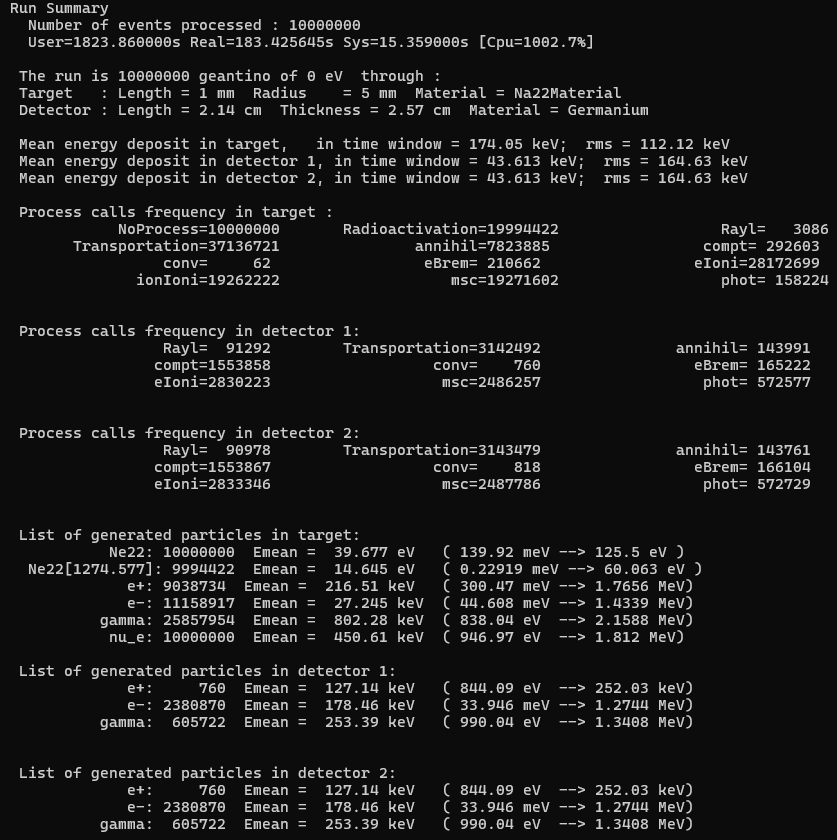 Run Summary
Number of events processed : 10000000
User=1823.860000s Real=183.425645s Sys=15.359000s [Cpu=1002.7%]
The run is 10000000 geantino of 0 eV  through :
Target   : Length = 1 mm  Radius    = 5 mm  Material = Na22Material
Detector : Length = 2.14 cm  Thickness = 2.57 cm  Material = Germanium
Mean energy deposit in target,   in time window = 174.05 keV;  rms = 112.12 keV
Mean energy deposit in detector 1, in time window = 43.613 keV;  rms = 164.63 keV
Mean energy deposit in detector 2, in time window = 43.613 keV;  rms = 164.63 keV
Process calls frequency in target :
NoProcess=10000000       Radioactivation=19994422                  Rayl=   3086
Transportation=37136721               annihil=7823885                 compt= 292603
conv=     62                 eBrem= 210662                 eIoni=28172699
ionIoni=19262222                   msc=19271602                  phot= 158224
Process calls frequency in detector 1:
Rayl=  91292        Transportation=3142492               annihil= 143991
compt=1553858                  conv=    760                 eBrem= 165222
eIoni=2830223                   msc=2486257                  phot= 572577
Process calls frequency in detector 2:
Rayl=  90978        Transportation=3143479               annihil= 143761
compt=1553867                  conv=    818                 eBrem= 166104
eIoni=2833346                   msc=2487786                  phot= 572729
List of generated particles in target:
Ne22: 10000000  Emean =  39.677 eV   ( 139.92 meV --> 125.5 eV )
Ne22[1274.577]: 9994422  Emean =  14.645 eV   ( 0.22919 meV --> 60.063 eV )
e+: 9038734  Emean =  216.51 keV   ( 300.47 meV --> 1.7656 MeV)
e-: 11158917  Emean =  27.245 keV  ( 44.608 meV --> 1.4339 MeV)
gamma: 25857954  Emean =  802.28 keV  ( 838.04 eV  --> 2.1588 MeV)
nu_e: 10000000  Emean =  450.61 keV  ( 946.97 eV  --> 1.812 MeV)
List of generated particles in detector 1:
e+:     760  Emean =  127.14 keV   ( 844.09 eV  --> 252.03 keV)
e-: 2380870  Emean =  178.46 keV   ( 33.946 meV --> 1.2744 MeV)
gamma:  605722  Emean =  253.39 keV   ( 990.04 eV  --> 1.3408 MeV)
List of generated particles in detector 2:
e+:     760  Emean =  127.14 keV   ( 844.09 eV  --> 252.03 keV)
e-: 2380870  Emean =  178.46 keV   ( 33.946 meV --> 1.2744 MeV)
gamma:  605722  Emean =  253.39 keV   ( 990.04 eV  --> 1.3408 MeV)